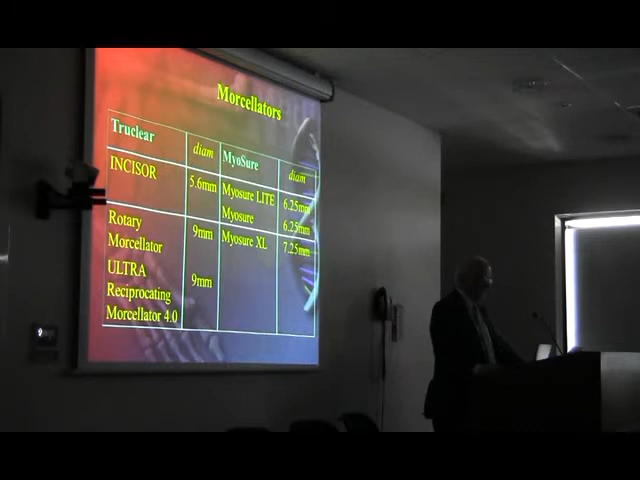 Morcellators
Truclear diam MyoSure diam
INCISOR 5.6mm Myosure LITE 6.25mm
Myosure 6.25mm
Rotary 9mm Myosure XL 7.25mm
Morcellator
ULTRA 9mm
Reciprocating
Morcellator 4.0